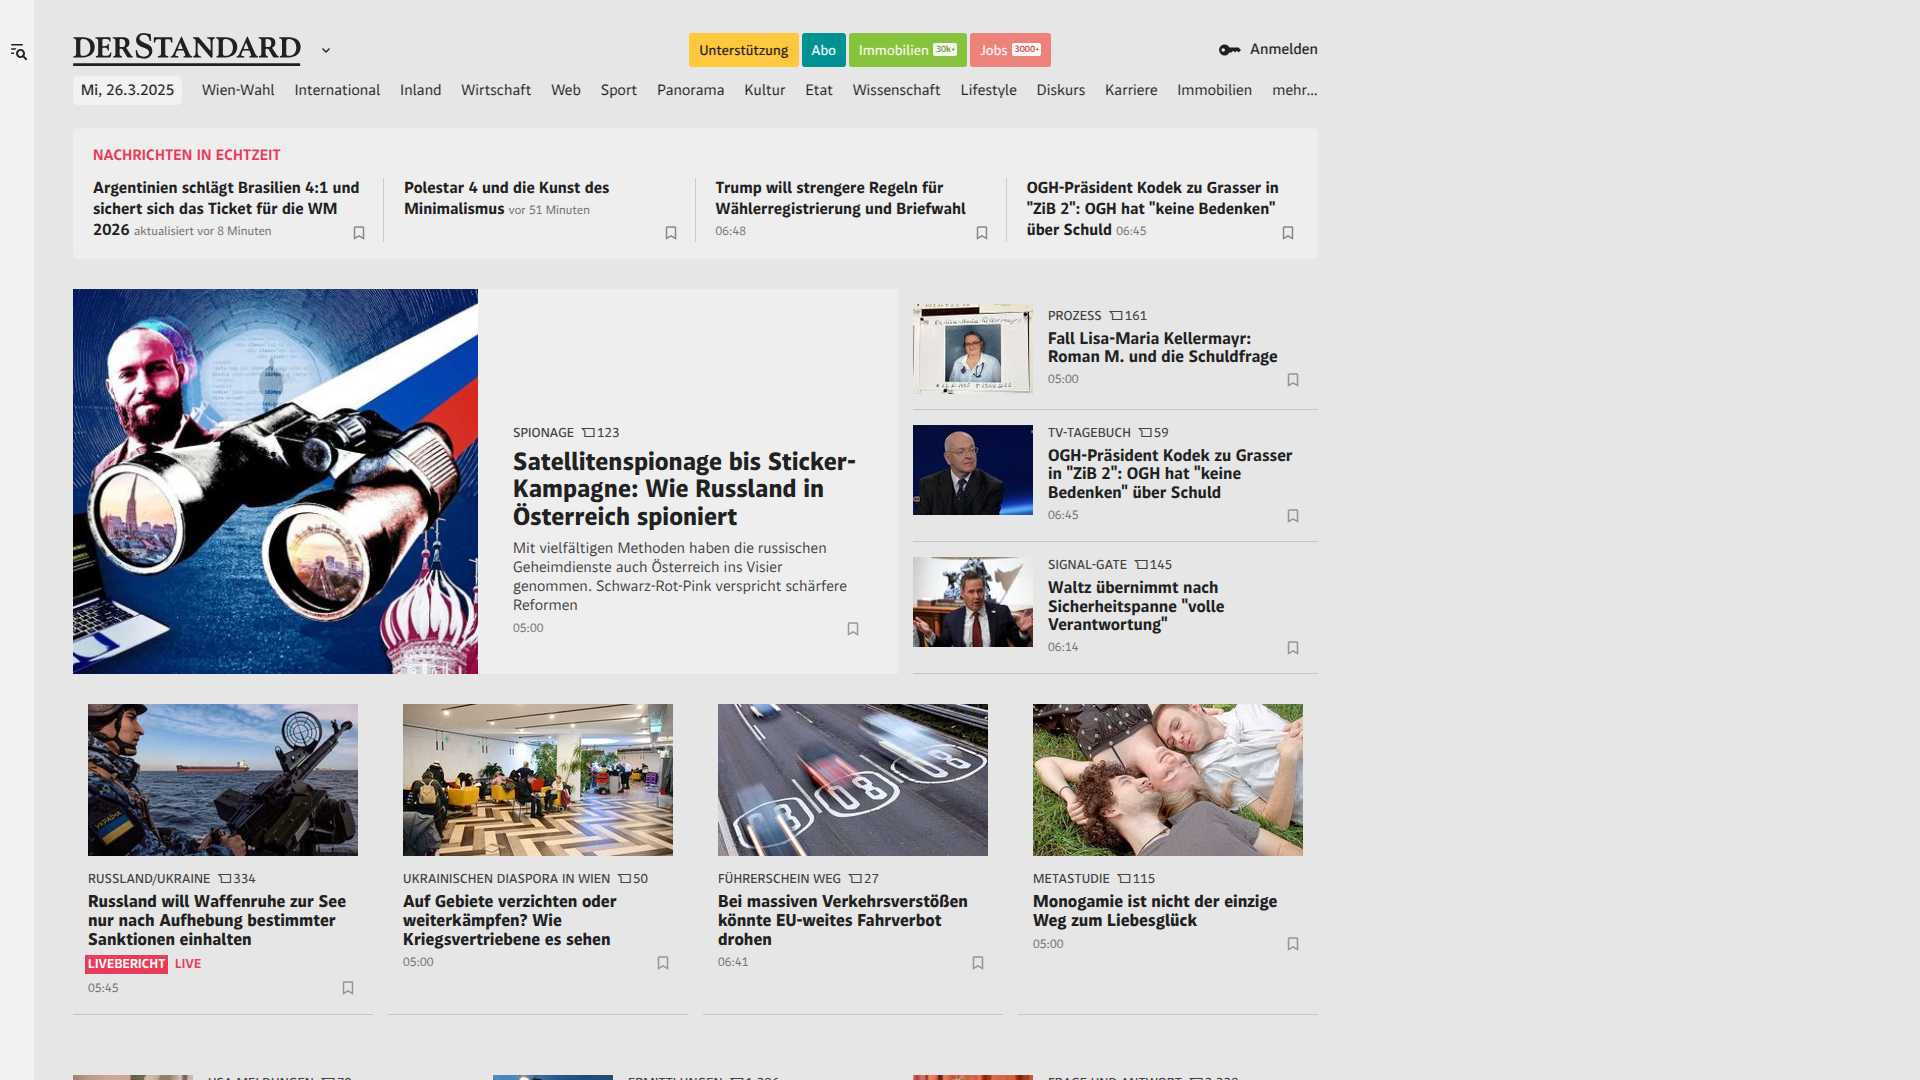 DERSTANDARD
Unterstützung
Abo
Immobilien 30k+
Jobs 3000+
Anmelden
Mi, 26.3.2025
Wien-Wahl
International
Inland
Wirtschaft
Web
Sport
Panorama
Kultur
Etat
Wissenschaft
Lifestyle
Diskurs
Karriere
Immobilien
mehr...
NACHRICHTEN IN ECHTZEIT
Argentinien schlägt Brasilien 4:1 und
sichert sich das Ticket für die WM
2026 aktualisiert vor 8 Minuten
Polestar 4 und die Kunst des
Minimalismus vor 51 Minuten
Trump will strengere Regeln für
Wählerregistrierung und Briefwahl
06:48
OGH-Präsident Kodek zu Grasser in
"ZiB 2": OGH hat "keine Bedenken"
über Schuld 06:45
SPIONAGE 123
Satellitenspionage bis Sticker-
Kampagne: Wie Russland in
Österreich spioniert
Mit vielfältigen Methoden haben die russischen
Geheimdienste auch Österreich ins Visier
genommen. Schwarz-Rot-Pink verspricht schärfere
Reformen
05:00
PROZESS 161
Fall Lisa-Maria Kellermayr:
Roman M. und die Schuldfrage
05:00
TV-TAGEBUCH 59
OGH-Präsident Kodek zu Grasser
in "ZiB 2": OGH hat "keine
Bedenken" über Schuld
06:45
SIGNAL-GATE 145
Waltz übernimmt nach
Sicherheitspanne "volle
Verantwortung"
06:14
RUSSLAND/UKRAINE 334
Russland will Waffenruhe zur See
nur nach Aufhebung bestimmter
Sanktionen einhalten
LIVEBERICHT LIVE
05:45
UKRAINISCHEN DIASPORA IN WIEN 50
Auf Gebiete verzichten oder
weiterkämpfen? Wie
Kriegsvertriebene es sehen
05:00
FÜHRERSCHEIN WEG 27
Bei massiven Verkehrsverstößen
könnte EU-weites Fahrverbot
drohen
06:41
METASTUDIE 115
Monogamie ist nicht der einzige
Weg zum Liebesglück
05:00